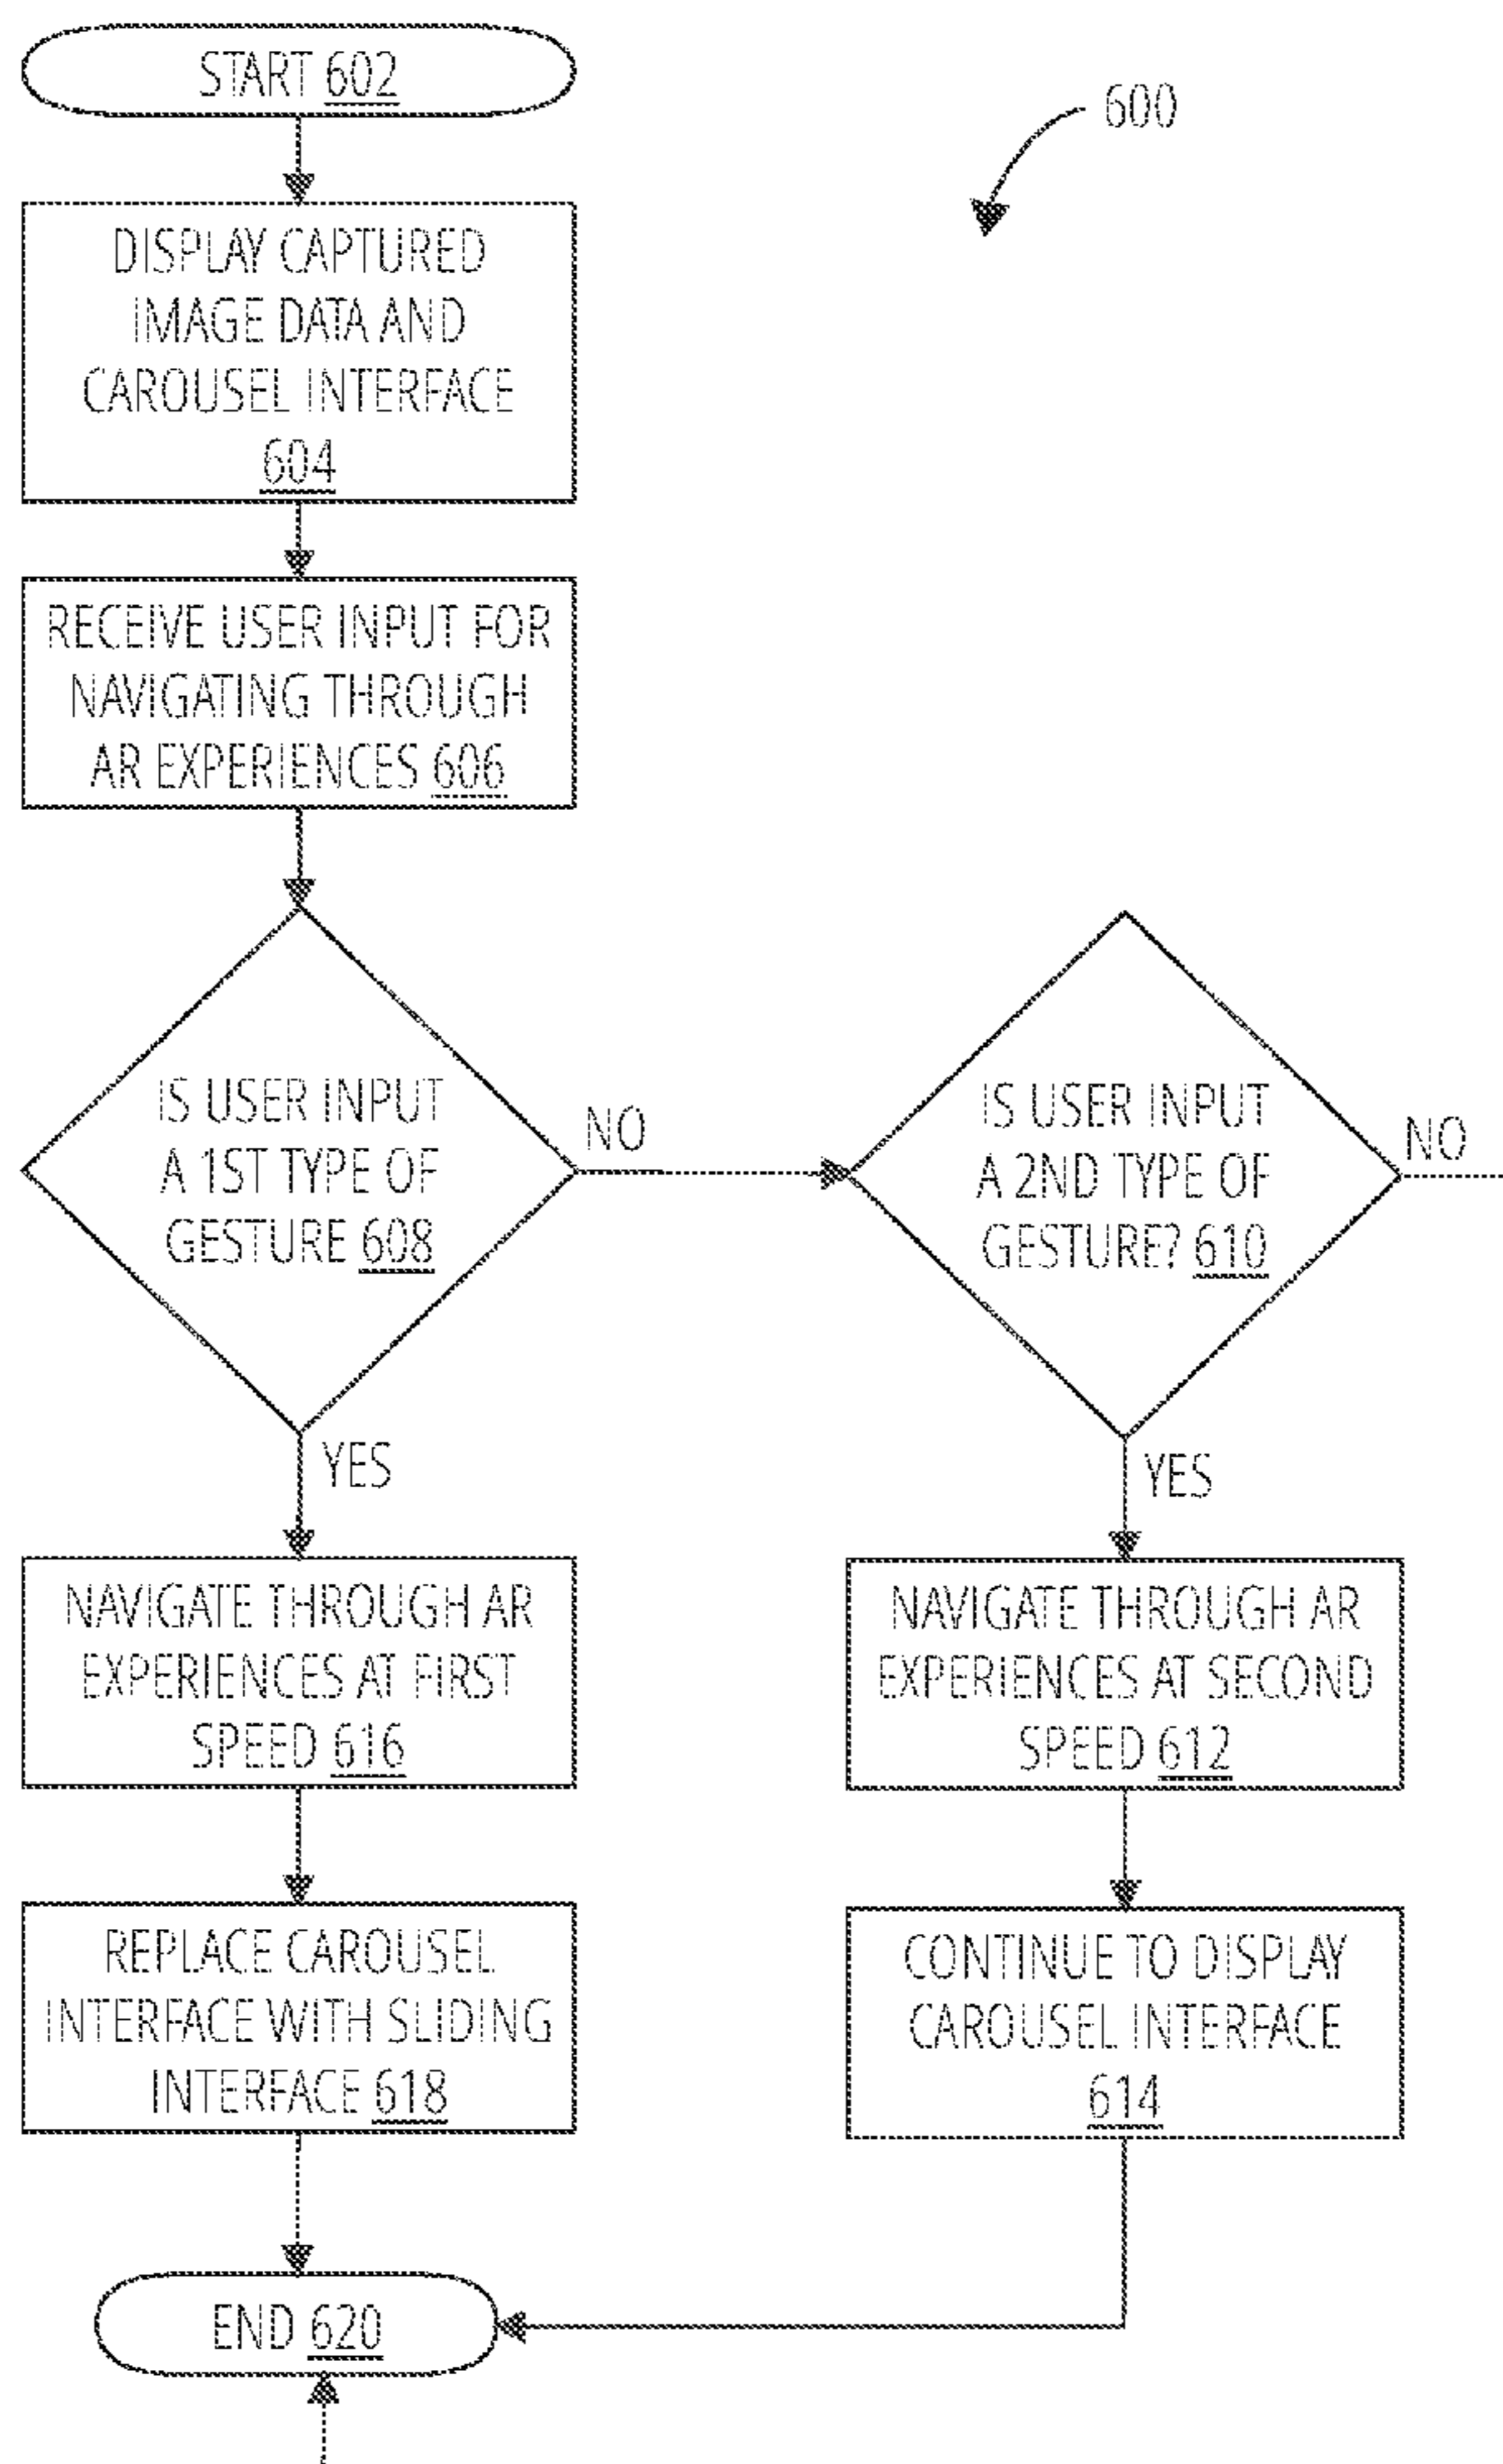 START 602
600
DISPLAY CAPTURED
IMAGE DATA AND
CAROUSEL INTERFACE
604
RECEIVE USER INPUT FOR
NAVIGATING THROUGH
AR EXPERIENCES 606
IS USER INPUT
A 1ST TYPE OF
GESTURE 608
NO
IS USER INPUT
A 2ND TYPE OF
GESTURE? 610
NO
YES
YES
NAVIGATE THROUGH AR
EXPERIENCES AT FIRST
SPEED 616
NAVIGATE THROUGH AR
EXPERIENCES AT SECOND
SPEED 612
REPLACE CAROUSEL
INTERFACE WITH SLIDING
INTERFACE 618
CONTINUE TO DISPLAY
CAROUSEL INTERFACE
614
END 620